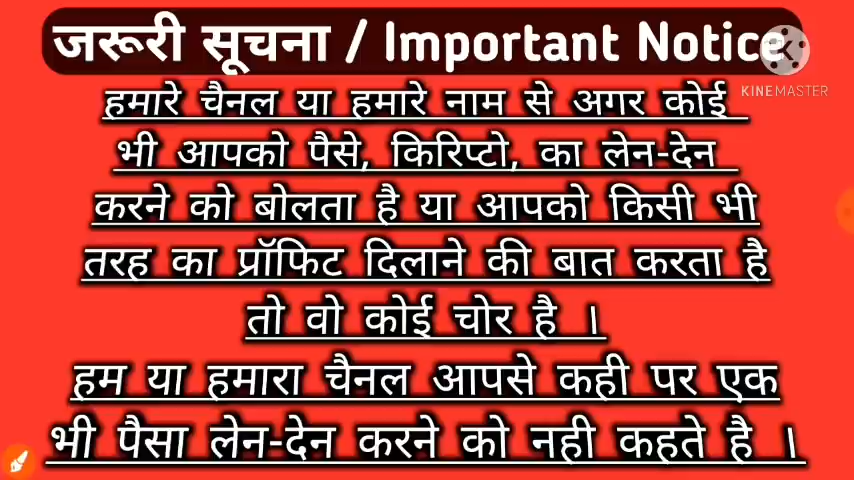 जरूरी सूचना / Important Notice
KINEMASTER
हमारे चैनल या हमारे नाम से अगर कोई
भी आपको पैसे, किरिप्टो, का लेन-देन
करने को बोलता है या आपको किसी भी
तरह का प्रॉफिट दिलाने की बात करता है
तो वो कोई चोर है ।
हम या हमारा चैनल आपसे कही पर एक
भी पैसा लेन-देन करने को नही कहते है ।